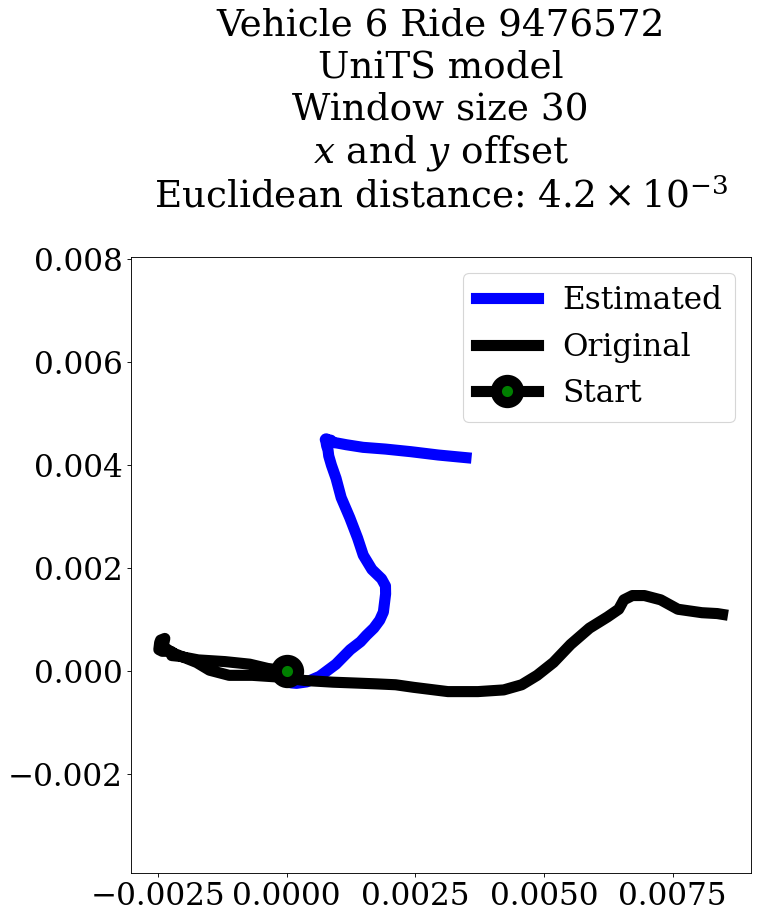 Vehicle 6 Ride 9476572
UniTS model
Window size 30
x and y offset
Euclidean distance: 4.2 × 10⁻³
0.008
0.006
0.004
0.002
0.000
−0.002
Estimated
Original
Start
−0.0025 0.0000 0.0025 0.0050 0.0075